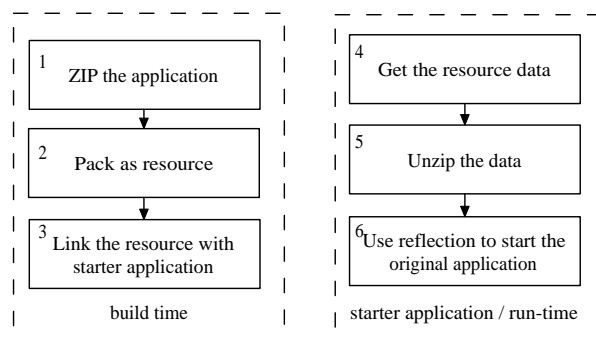 1
ZIP the application
2
Pack as resource
3
Link the resource with
starter application
build time
4
Get the resource data
5
Unzip the data
6
Use reflection to start the
original application
starter application / run-time